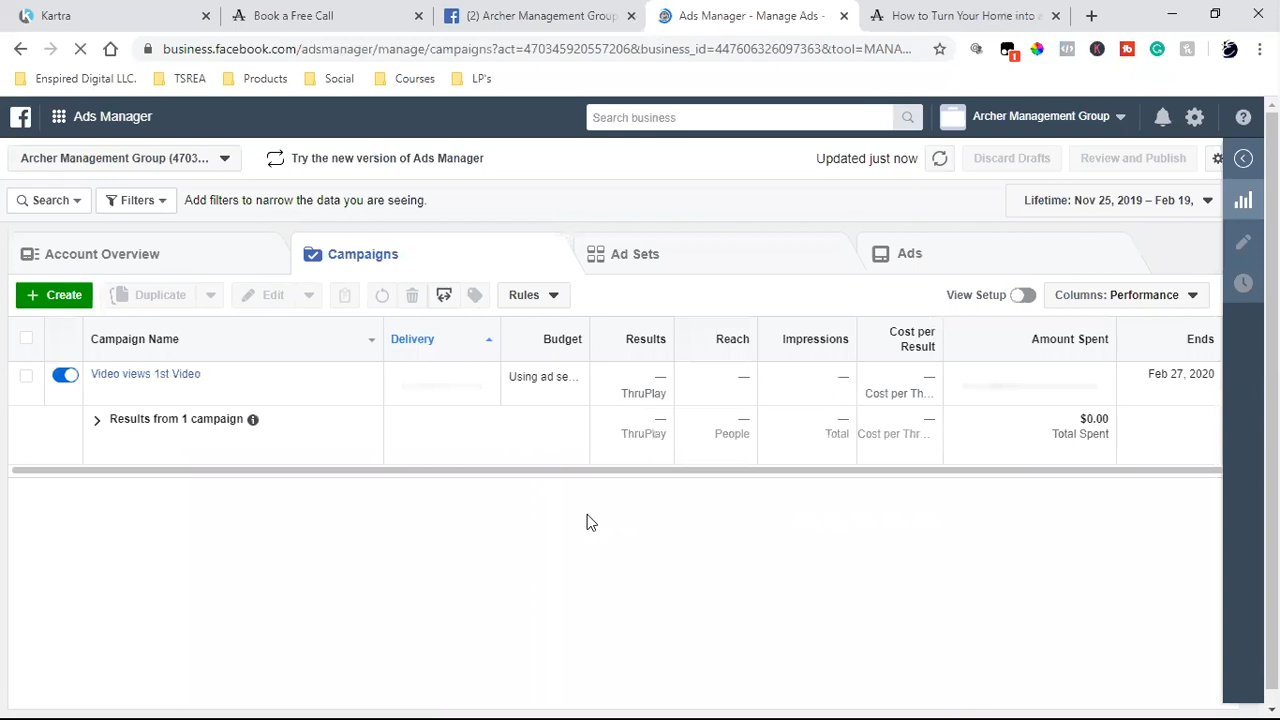 Kartra
Book a Free Call
(2) Archer Management Group
Ads Manager - Manage Ads -
How to Turn Your Home into a
business.facebook.com/adsmanager/manage/campaigns?act=470345920557206&business_id=447606326097363&tool=MANA...
1
Enspired Digital LLC.
TSREA
Products
Social
Courses
LP's
Ads Manager
Search business
Archer Management Group
Archer Management Group (4703...
Try the new version of Ads Manager
Updated just now
Discard Drafts
Review and Publish
Search
Filters
Add filters to narrow the data you are seeing.
Lifetime: Nov 25, 2019 – Feb 19,
Account Overview
Campaigns
Ad Sets
Ads
+ Create
Duplicate
Edit
Rules
View Setup
Columns: Performance
Campaign Name
Delivery
Budget
Results
Reach
Impressions
Cost per
Result
Amount Spent
Ends
Video views 1st Video
Using ad se...
—
ThruPlay
—
—
—
Cost per Th...
Feb 27, 2020
Results from 1 campaign
—
ThruPlay
—
People
—
Total
—
Cost per Thr...
$0.00
Total Spent